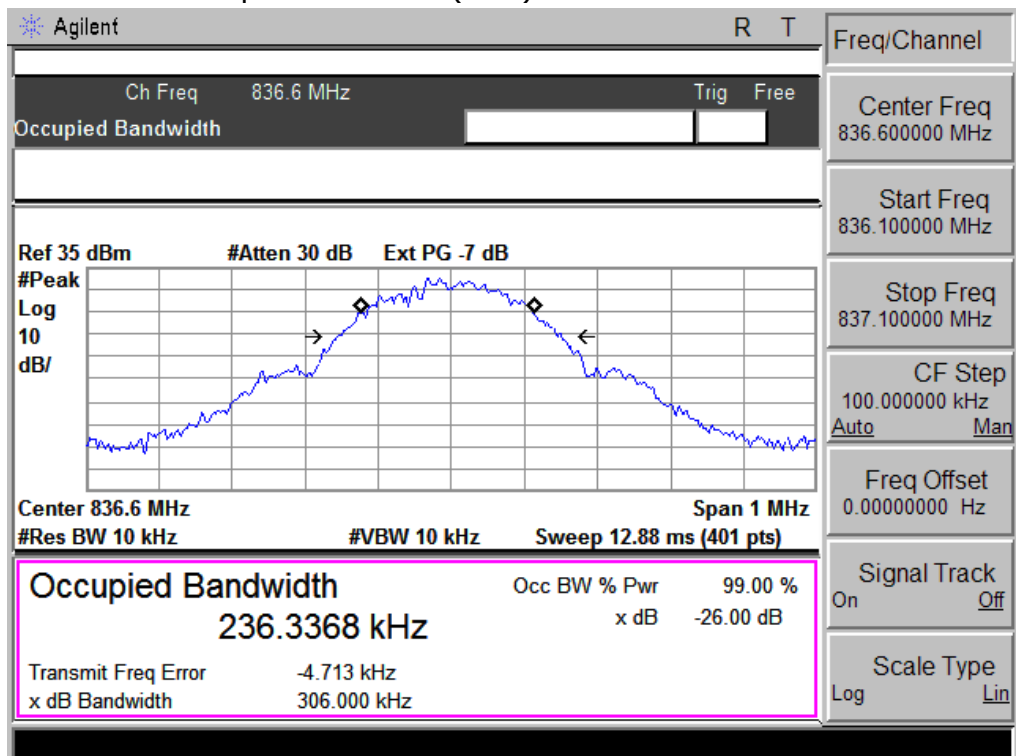 Agilent R T
Freq/Channel
Ch Freq 836.6 MHz Trig Free
Occupied Bandwidth
Center Freq
836.600000 MHz
Start Freq
836.100000 MHz
Ref 35 dBm #Atten 30 dB Ext PG -7 dB
#Peak
Log
10
dB/
Stop Freq
837.100000 MHz
CF Step
100.000000 kHz
Auto Man
Center 836.6 MHz Span 1 MHz
#Res BW 10 kHz #VBW 10 kHz Sweep 12.88 ms (401 pts)
Freq Offset
0.00000000 Hz
Occupied Bandwidth
236.3368 kHz
Occ BW % Pwr 99.00 %
x dB -26.00 dB
Transmit Freq Error -4.713 kHz
x dB Bandwidth 306.000 kHz
Signal Track
On Off
Scale Type
Log Lin